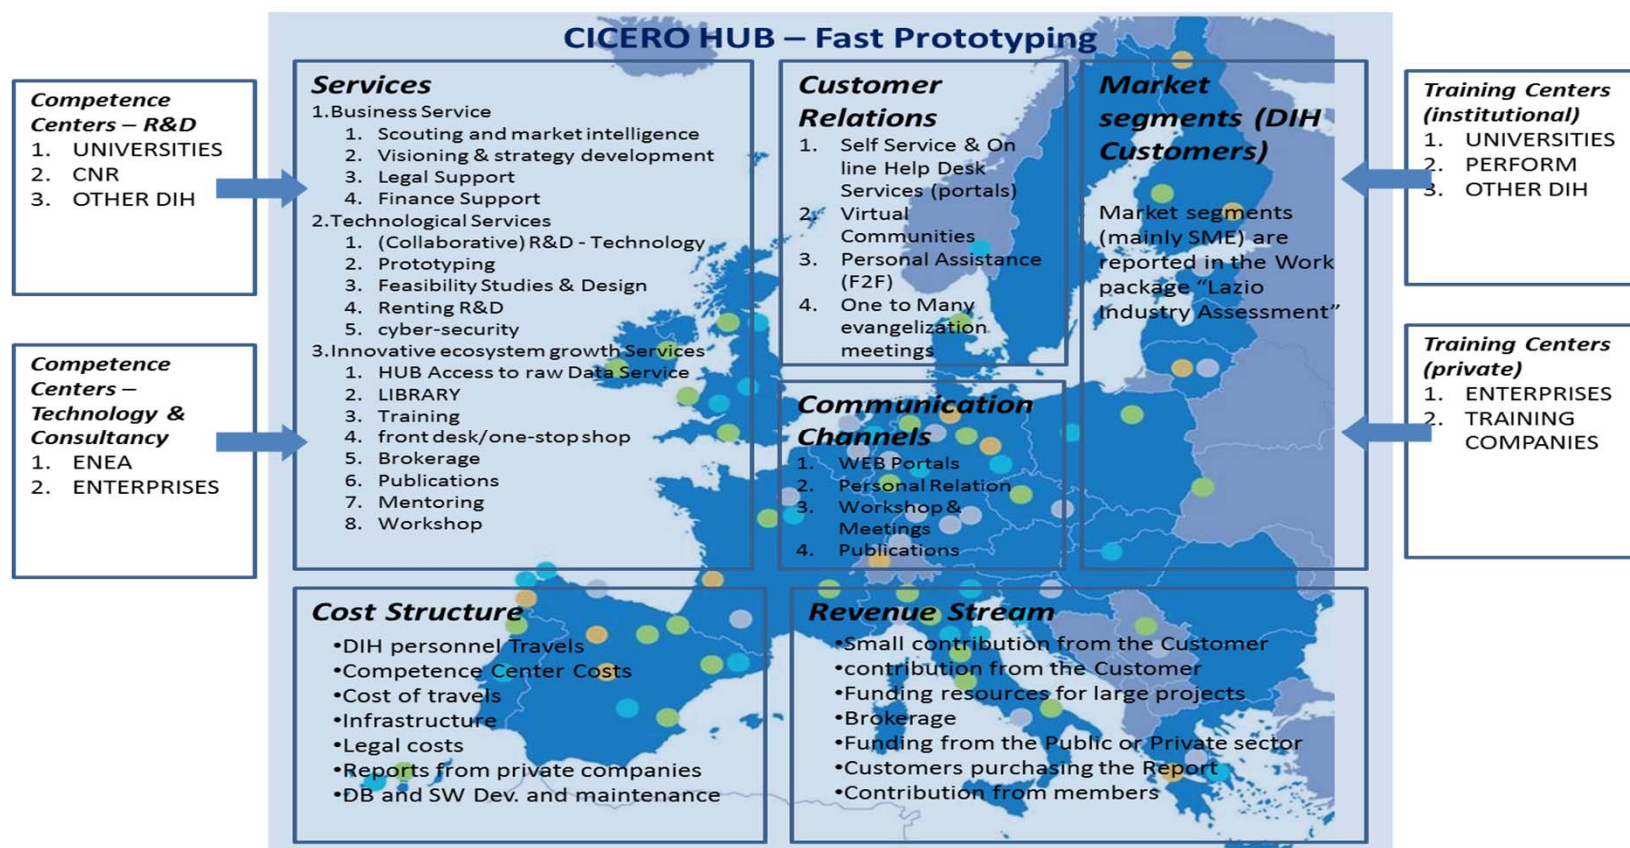 CICERO HUB – Fast Prototyping
Competence
Centers – R&D
1. UNIVERSITIES
2. CNR
3. OTHER DIH
Competence
Centers –
Technology &
Consultancy
1. ENEA
2. ENTERPRISES
Services
1.Business Service
1. Scouting and market intelligence
2. Visioning & strategy development
3. Legal Support
4. Finance Support
2.Technological Services
1. (Collaborative) R&D - Technology
2. Prototyping
3. Feasibility Studies & Design
4. Renting R&D
5. cyber-security
3.Innovative ecosystem growth Services
1. HUB Access to raw Data Service
2. LIBRARY
3. Training
4. front desk/one-stop shop
5. Brokerage
6. Publications
7. Mentoring
8. Workshop
Customer
Relations
1. Self Service & On
line Help Desk
Services (portals)
2. Virtual
Communities
3. Personal Assistance
(F2F)
4. One to Many
evangelization
meetings
Communication
Channels
1. WEB Portals
2. Personal Relation
3. Workshop &
Meetings
4. Publications
Market
segments (DIH
Customers)
Market segments
(mainly SME) are
reported in the Work
package “Lazio
Industry Assessment”
Training Centers
(institutional)
1. UNIVERSITIES
2. PERFORM
3. OTHER DIH
Training Centers
(private)
1. ENTERPRISES
2. TRAINING
COMPANIES
Cost Structure
•DIH personnel Travels
•Competence Center Costs
•Cost of travels
•Infrastructure
•Legal costs
•Reports from private companies
•DB and SW Dev. and maintenance
Revenue Stream
•Small contribution from the Customer
•contribution from the Customer
•Funding resources for large projects
•Brokerage
•Funding from the Public or Private sector
•Customers purchasing the Report
•Contribution from members